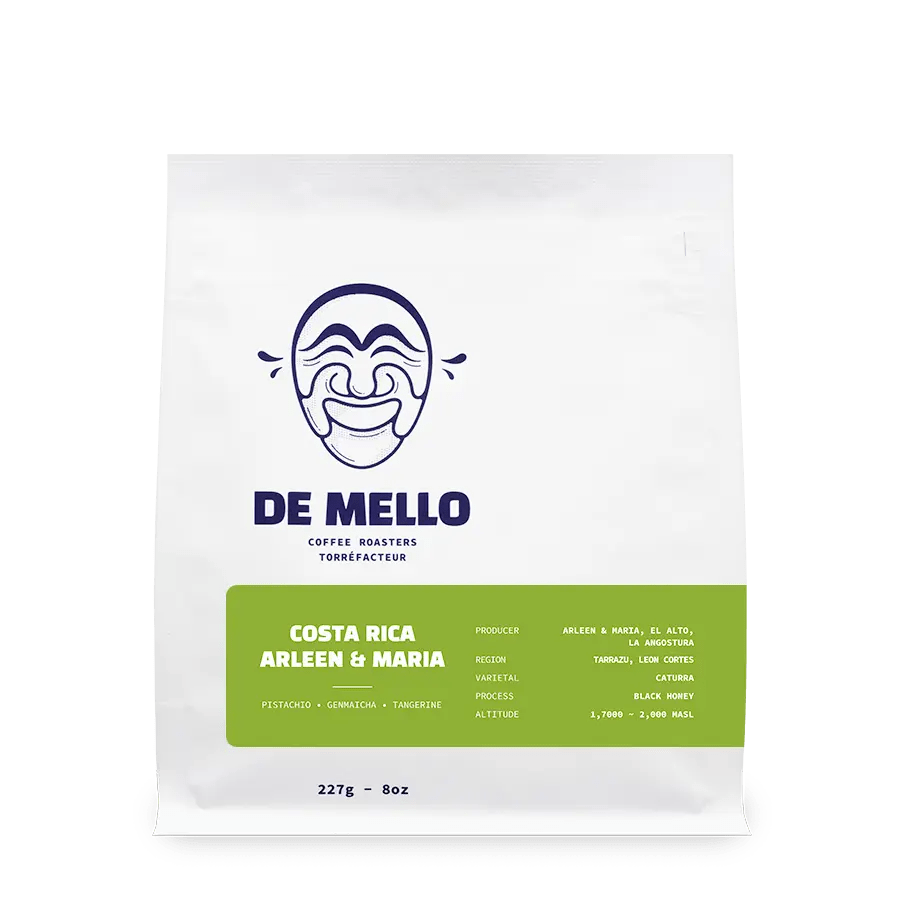 DE MELLO
COFFEE ROASTERS
TORRÉFACTEUR
COSTA RICA
ARLEEN & MARIA
PISTACHIO • GENMAICHA • TANGERINE
PRODUCER ARLEEN & MARIA, EL ALTO,
LA ANGOSTURA
REGION TARRAZU, LEON CORTES
VARIETAL CATURRA
PROCESS BLACK HONEY
ALTITUDE 1,7000 ~ 2,000 MASL
227g – 8oz